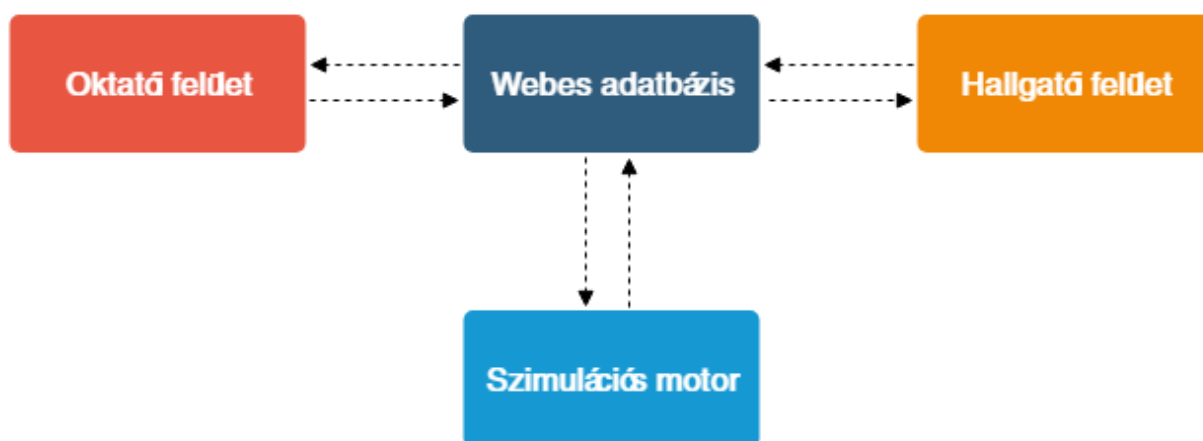 Oktató felület
Webes adatbázis
Hallgató felület
Szimulációs motor